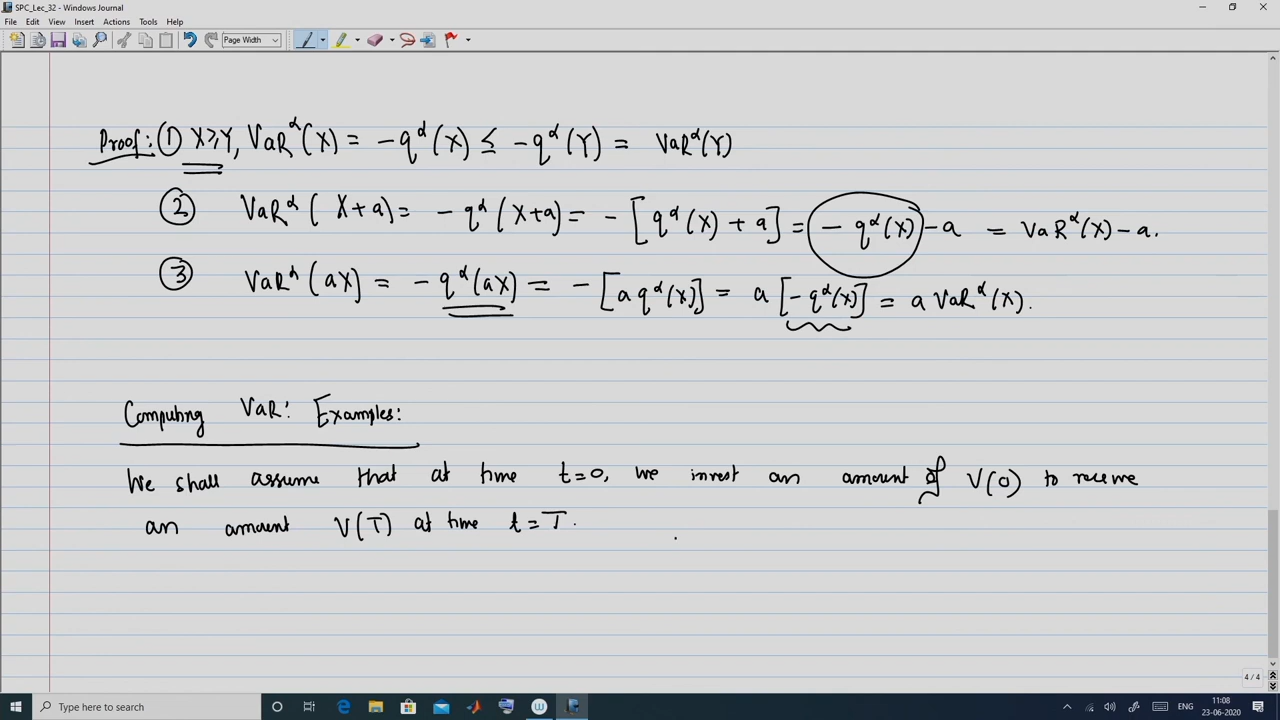 SPC_Lec_32 - Windows Journal
File Edit View Insert Actions Tools Help
Page Width
Proof: ① X≥Y, VaR^α(X) = -q^α(X) ≤ -q^α(Y) = VaR^α(Y)
② VaR^α(X+a) = -q^α(X+a) = -[q^α(X)+a] = -q^α(X) -a = VaR^α(X)-a.
③ VaR^α(aX) = -q^α(aX) = -[a q^α(X)] = a[-q^α(X)] = a VaR^α(X).
Computing VaR: Examples:
We shall assume that at time t=0, we invest an amount of V(0) to receive
an amount V(T) at time t=T.
4 / 4
Type here to search
ENG
11:08
23-06-2020